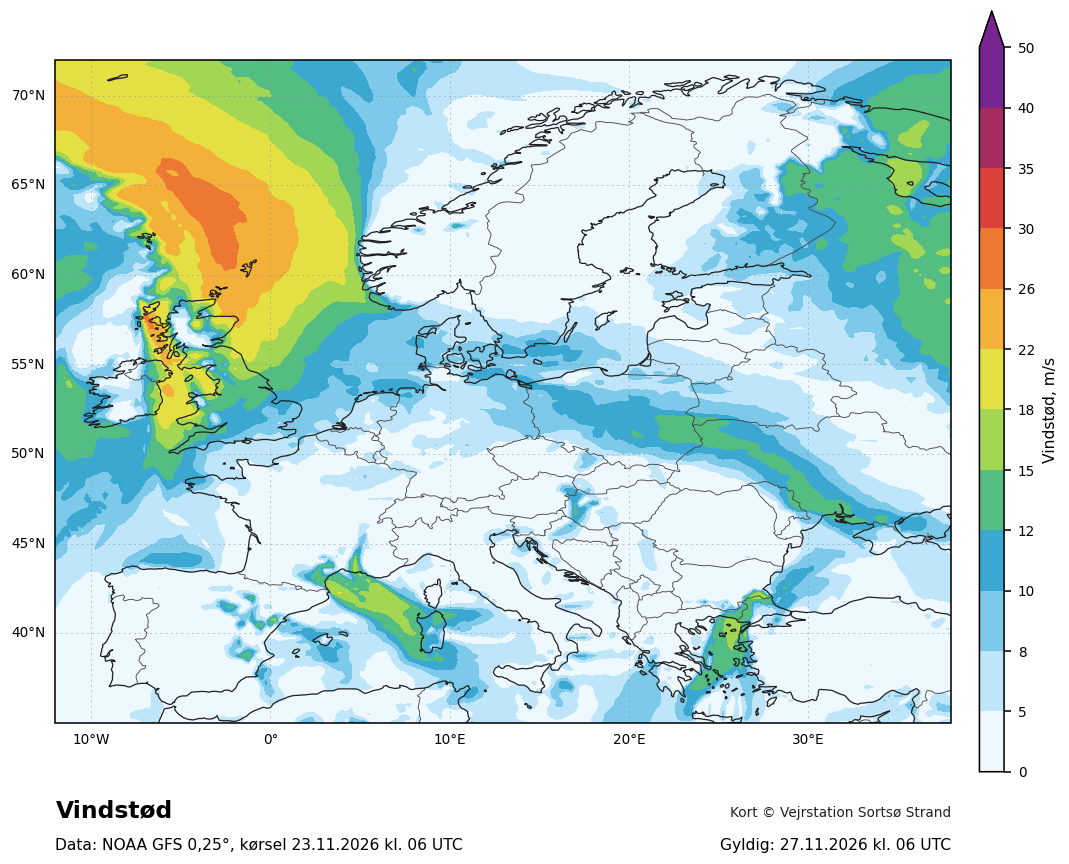 50
40
35
30
26
22
18
15
12
10
8
5
0
Vindstød, m/s
70°N
65°N
60°N
55°N
50°N
45°N
40°N
10°W 0° 10°E 20°E 30°E
Vindstød
Kort © Vejrstation Sortsø Strand
Data: NOAA GFS 0,25°, kørsel 23.11.2026 kl. 06 UTC
Gyldig: 27.11.2026 kl. 06 UTC